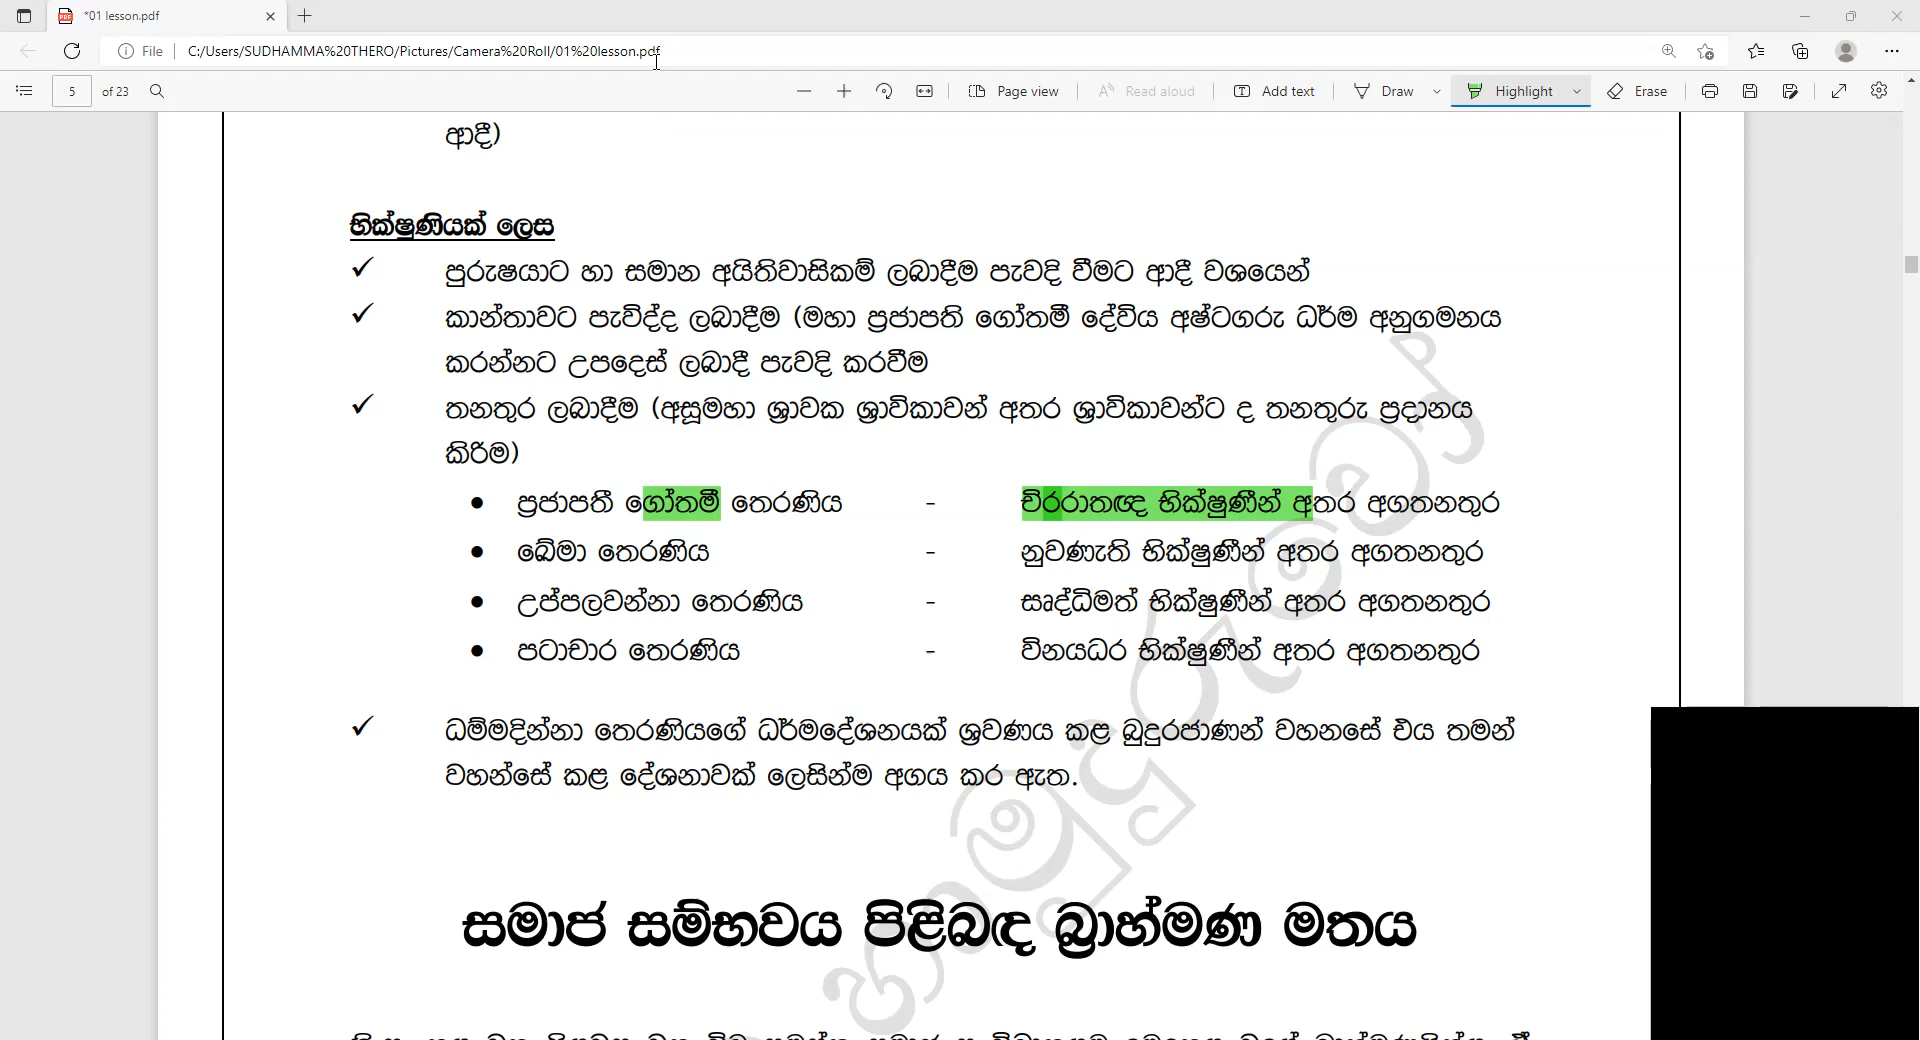 *01 lesson.pdf
File
C:/Users/SUDHAMMA%20THERO/Pictures/Camera%20Roll/01%20lesson.pdf
5 of 23 Page view Read aloud Add text Draw Highlight Erase
ආදී)
භික්ෂුණියක් ලෙස
✓ පුරුෂයාට හා සමාන අයිතිවාසිකම් ලබාදීම පැවදි වීමට ආදී වශයෙන්
✓ කාන්තාවට පැවිද්ද ලබාදීම (මහා ප්‍රජාපති ගෝතමී දේවිය අෂ්ටගරු ධර්ම අනුගමනය
කරන්නට උපදෙස් ලබාදී පැවදි කරවීම
✓ තනතුර ලබාදීම (අසූමහා ශ්‍රාවක ශ්‍රාවිකාවන් අතර ශ්‍රාවිකාවන්ට ද තනතුරු ප්‍රදානය
කිරිම)
• ප්‍රජාපතී ගෝතමී තෙරණිය - චිරරාතඥ භික්ෂුණීන් අතර අගතනතුර
• ඛේමා තෙරණිය - නුවණැති භික්ෂුණීන් අතර අගතනතුර
• උප්පලවන්නා තෙරණිය - සෘද්ධිමත් භික්ෂුණීන් අතර අගතනතුර
• පටාචාර තෙරණිය - විනයධර භික්ෂුණීන් අතර අගතනතුර
✓ ධම්මදින්නා තෙරණියගේ ධර්මදේශනයක් ශ්‍රවණය කළ බුදුරජාණන් වහනසේ එය තමන්
වහන්සේ කළ දේශනාවක් ලෙසින්ම අගය කර ඇත.
සමාජ සම්භවය පිළිබඳ බ්‍රාහ්මණ මතය
හාමුදුරුවෝ